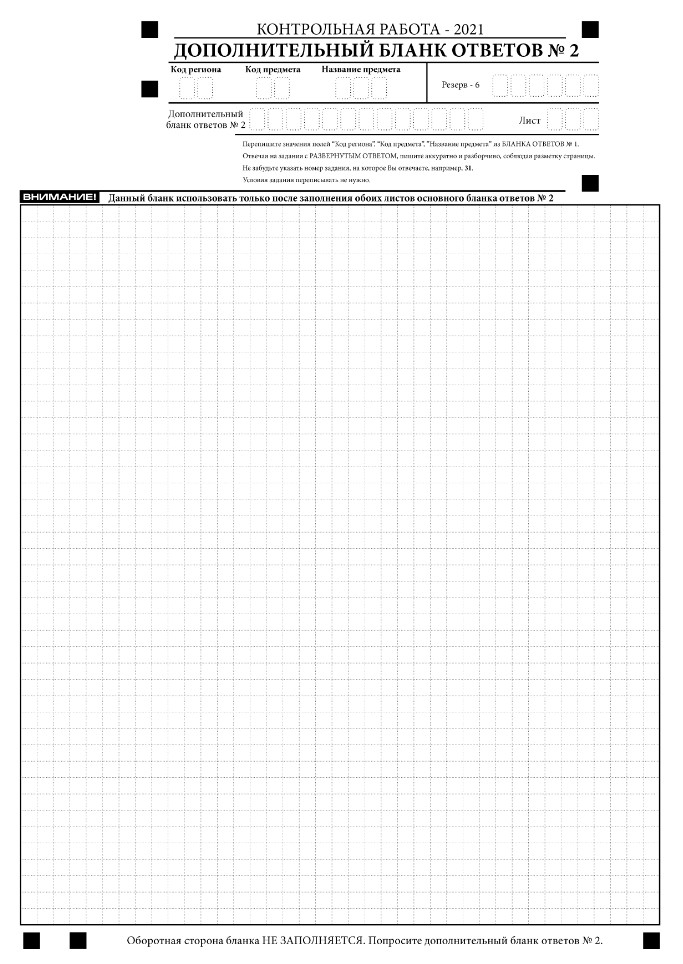 КОНТРОЛЬНАЯ РАБОТА - 2021
ДОПОЛНИТЕЛЬНЫЙ БЛАНК ОТВЕТОВ № 2
Код региона Код предмета Название предмета
Резерв - 6
Дополнительный
бланк ответов № 2
Лист
Перепишите значения полей "Код региона", "Код предмета", "Название предмета" из БЛАНКА ОТВЕТОВ № 1.
Отвечая на задания с РАЗВЕРНУТЫМ ОТВЕТОМ, пишите аккуратно и разборчиво, соблюдая разметку страницы.
Не забудьте указать номер задания, на которое Вы отвечаете, например, 31.
Условия задания переписывать не нужно.
ВНИМАНИЕ! Данный бланк использовать только после заполнения обоих листов основного бланка ответов № 2
Оборотная сторона бланка НЕ ЗАПОЛНЯЕТСЯ. Попросите дополнительный бланк ответов № 2.